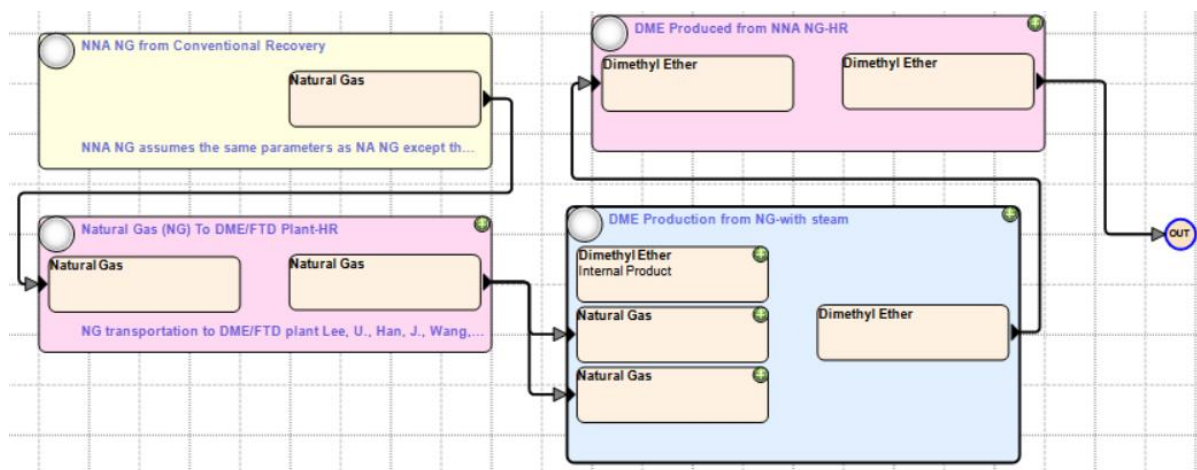 NNA NG from Conventional Recovery
Natural Gas
NNA NG assumes the same parameters as NA NG except th...
DME Produced from NNA NG-HR
Dimethyl Ether
Dimethyl Ether
Natural Gas (NG) To DME/FTD Plant-HR
Natural Gas
Natural Gas
NG transportation to DME/FTD plant Lee, U., Han, J., Wang,...
DME Production from NG-with steam
Dimethyl Ether
Internal Product
Natural Gas
Natural Gas
Dimethyl Ether
OUT